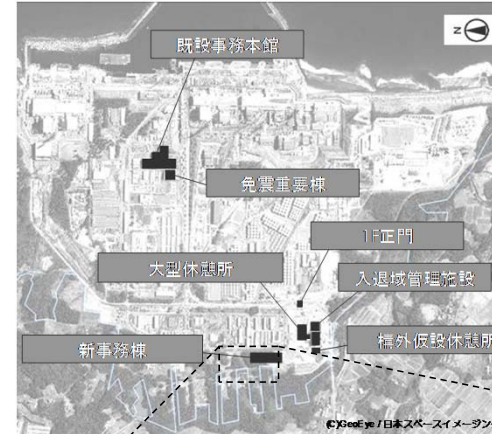 N
既設事務本館
免震重要棟
1F正門
大型休憩所
入退域管理施設
構外仮設休憩所
新事務棟
(C)GeoEye / 日本スペースイメージン